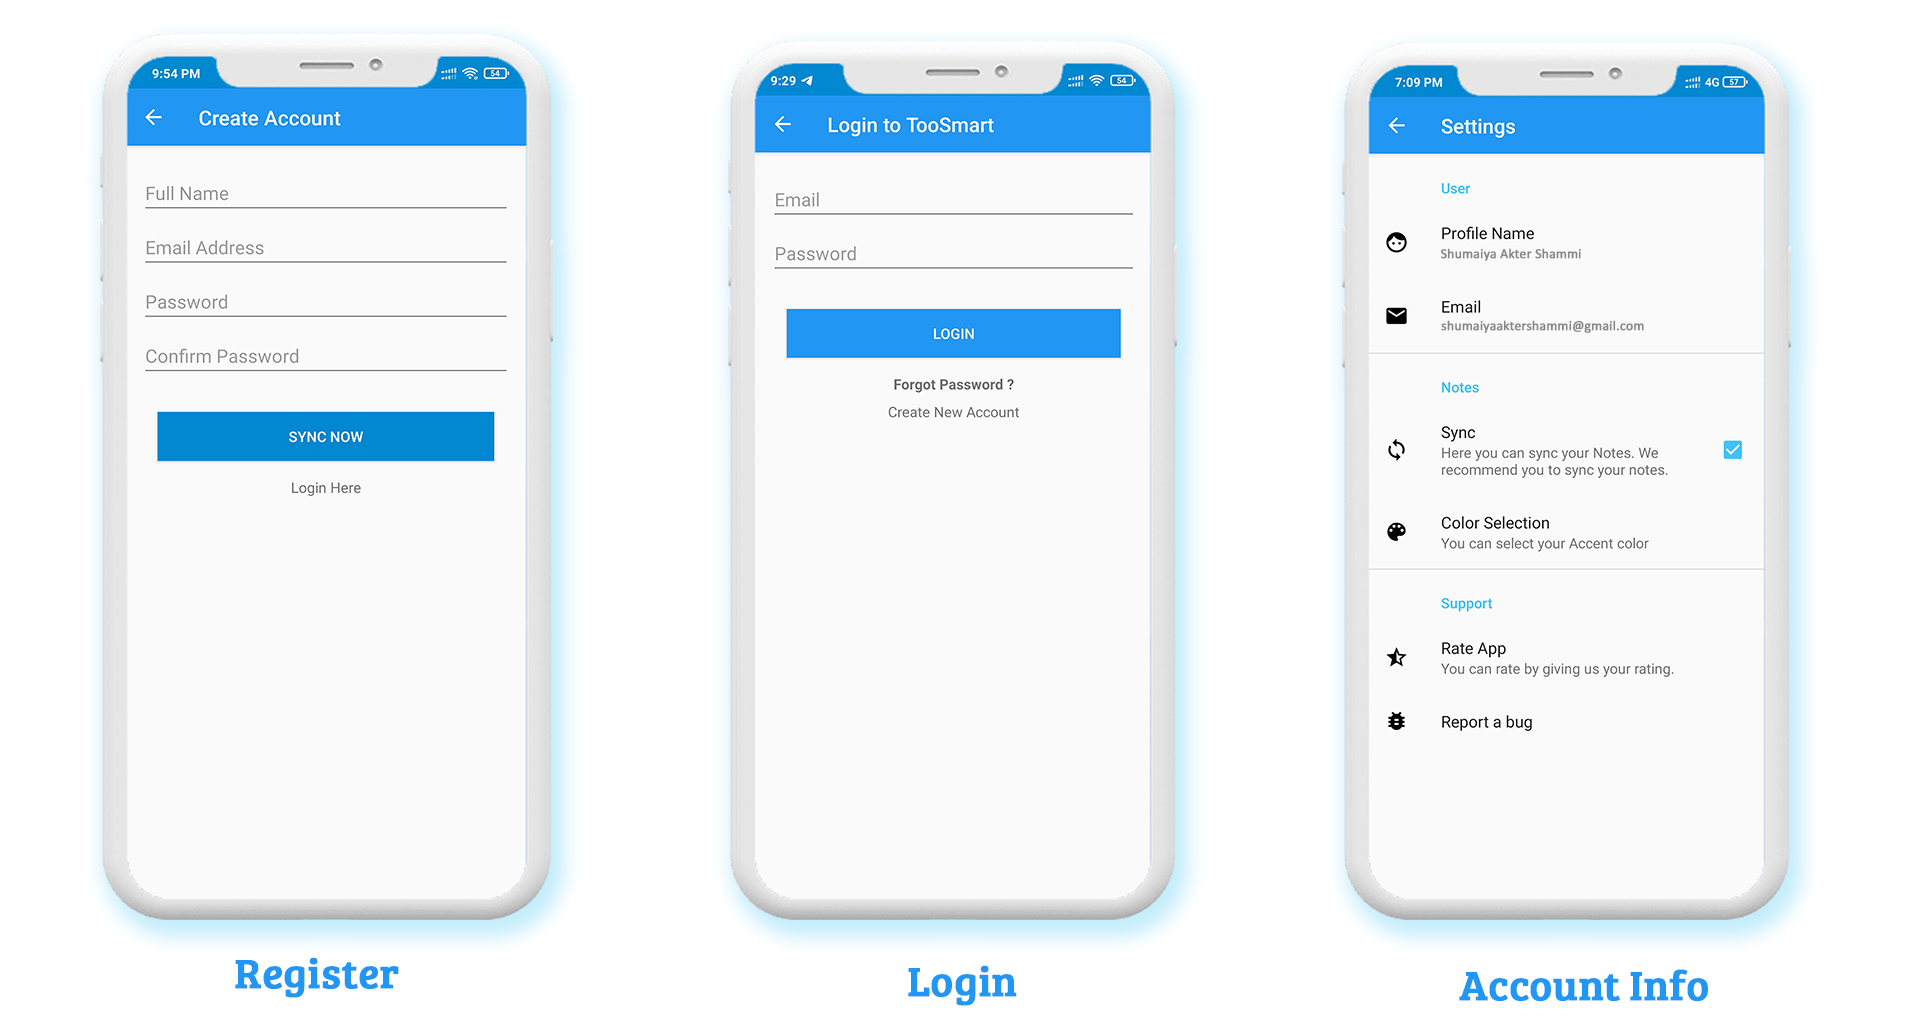 9:54 PM
54
Create Account
Full Name
Email Address
Password
Confirm Password
SYNC NOW
Login Here
Register
9:29
54
Login to TooSmart
Email
Password
LOGIN
Forgot Password ?
Create New Account
Login
7:09 PM
4G 57
Settings
User
Profile Name
Shumaiya Akter Shammi
Email
shumaiyaaktershammi@gmail.com
Notes
Sync
Here you can sync your Notes. We
recommend you to sync your notes.
Color Selection
You can select your Accent color
Support
Rate App
You can rate by giving us your rating.
Report a bug
Account Info